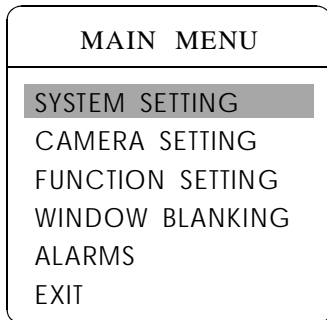 MAIN MENU
SYSTEM SETTING
CAMERA SETTING
FUNCTION SETTING
WINDOW BLANKING
ALARMS
EXIT